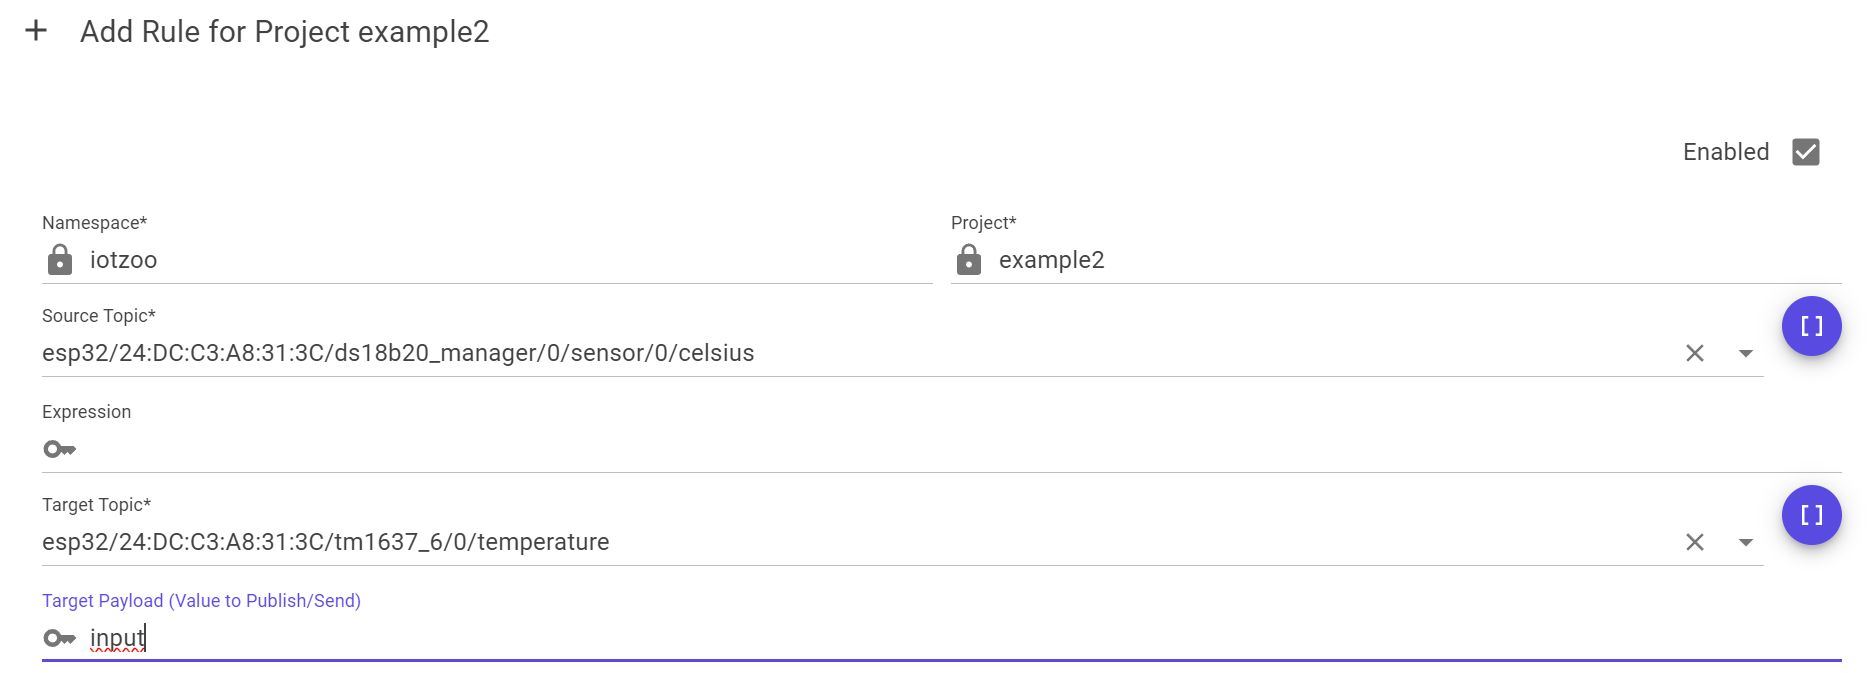 Add Rule for Project example2
Enabled
Namespace*
Project*
iotzoo
example2
Source Topic*
esp32/24:DC:C3:A8:31:3C/ds18b20_manager/0/sensor/0/celsius
Expression
Target Topic*
esp32/24:DC:C3:A8:31:3C/tm1637_6/0/temperature
Target Payload (Value to Publish/Send)
input